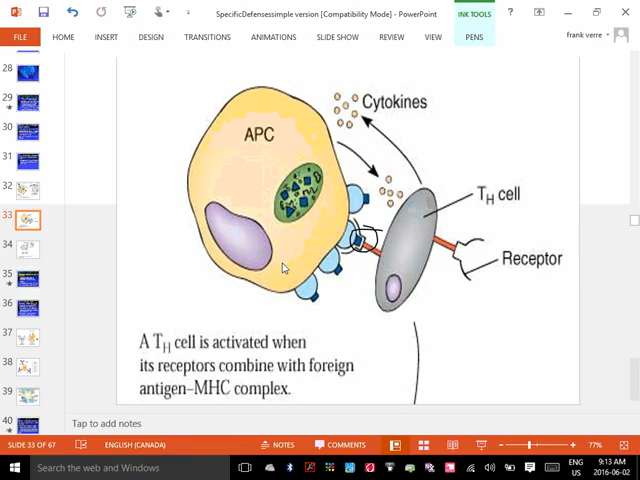 SpecificDefensessimple version [Compatibility Mode] - PowerPoint
INK TOOLS
FILE HOME INSERT DESIGN TRANSITIONS ANIMATIONS SLIDE SHOW REVIEW VIEW PENS
frank verre
28
29
30
31
32
33
34
35
36
37
38
39
40
Cytokines
APC
TH cell
Receptor
A TH cell is activated when
its receptors combine with foreign
antigen–MHC complex.
Tap to add notes
SLIDE 33 OF 67 ENGLISH (CANADA) NOTES COMMENTS 77%
Search the web and Windows
ENG 9:13 AM
US 2016-06-02